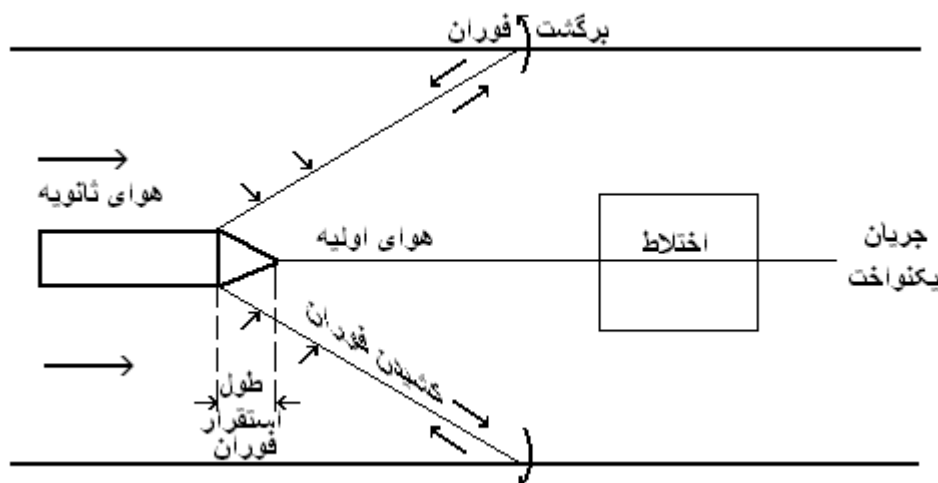 فوران برگشت
هوای ثانویه
هوای اولیه
اختلاط
جریان
یکنواخت
کشیدن فوران
طول
استقرار
فوران